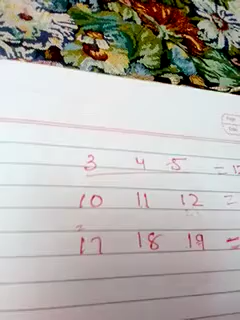 3 4 5 =
10 11 12 =
17 18 19 =